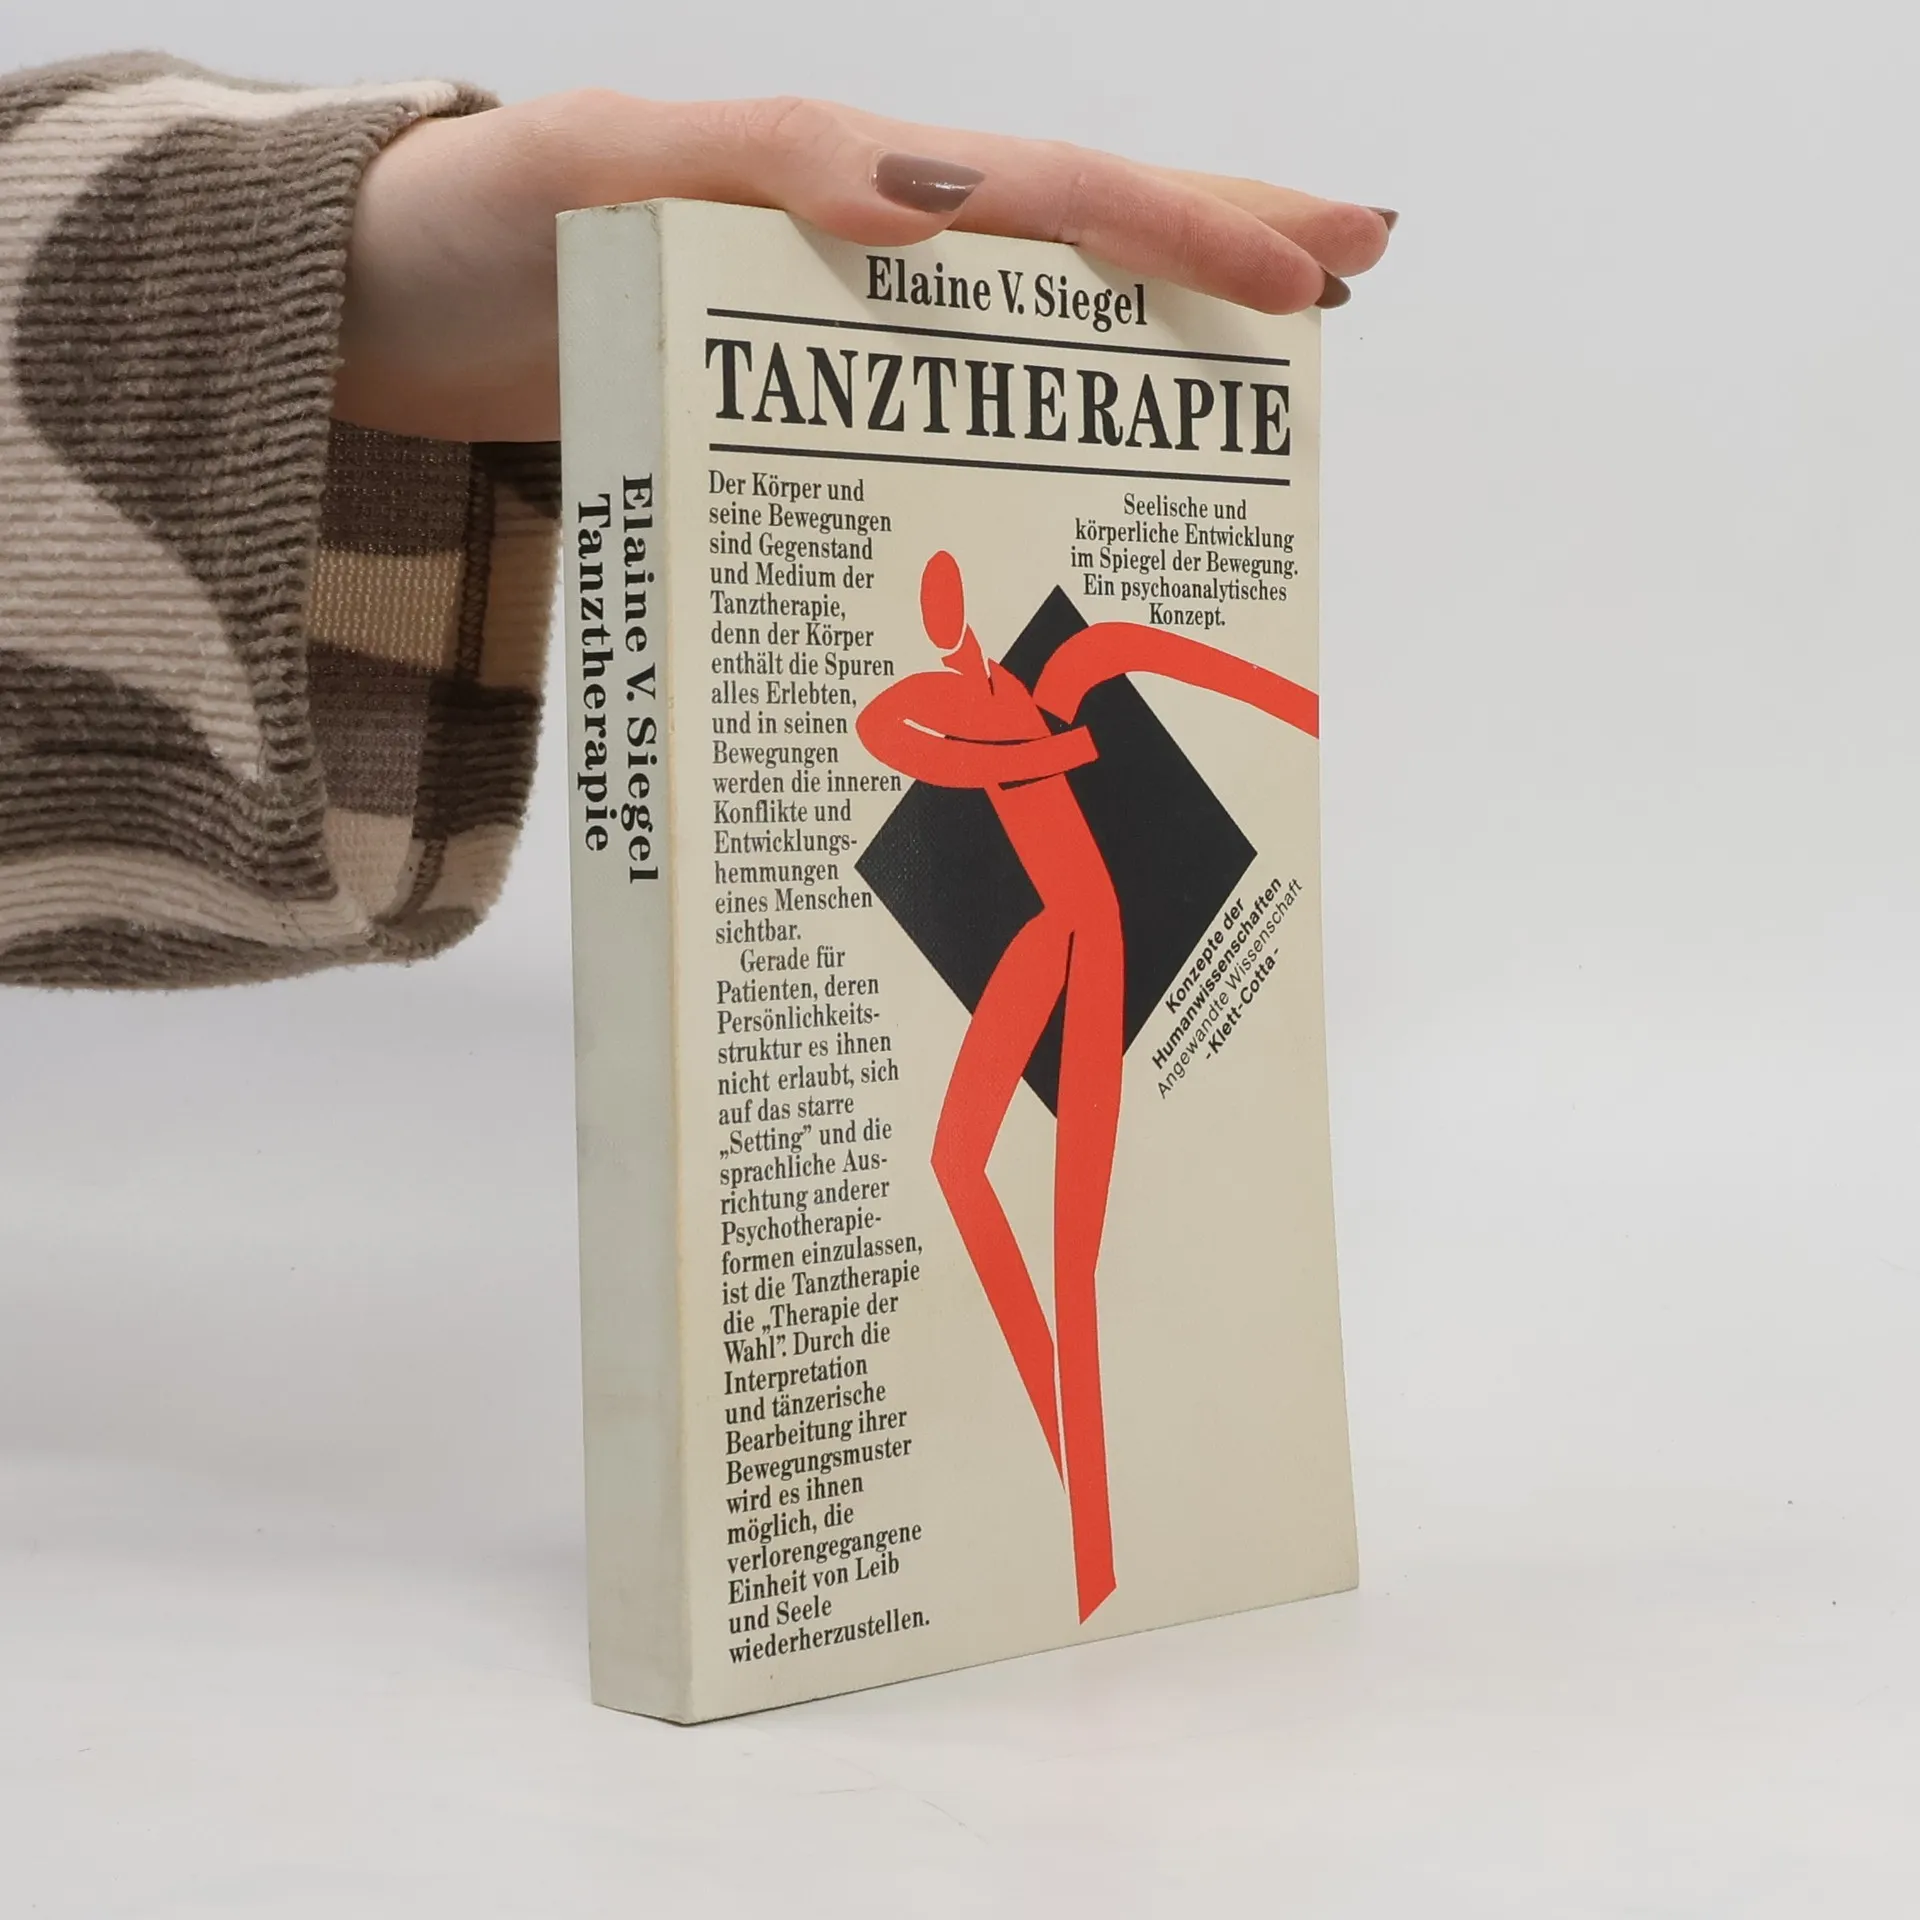 Elaine V. Siegel
Tanztherapie
Elaine V. Siegel
TANZTHERAPIE
Der Körper und
seine Bewegungen
sind Gegenstand
und Medium der
Tanztherapie,
denn der Körper
enthält die Spuren
alles Erlebten,
und in seinen
Bewegungen
werden die inneren
Konflikte und
Entwicklungs-
hemmungen
eines Menschen
sichtbar.
Gerade für
Patienten, deren
Persönlichkeits-
struktur es ihnen
nicht erlaubt, sich
auf das starre
„Setting” und die
sprachliche Aus-
richtung anderer
Psychotherapie-
formen einzulassen,
ist die Tanztherapie
die „Therapie der
Wahl”. Durch die
Interpretation
und tänzerische
Bearbeitung ihrer
Bewegungsmuster
wird es ihnen
möglich, die
verlorengegangene
Einheit von Leib
und Seele
wiederherzustellen.
Seelische und
körperliche Entwicklung
im Spiegel der Bewegung.
Ein psychoanalytisches
Konzept.
Konzepte der
Humanwissenschaften
Angewandte Wissenschaft
- Klett-Cotta -